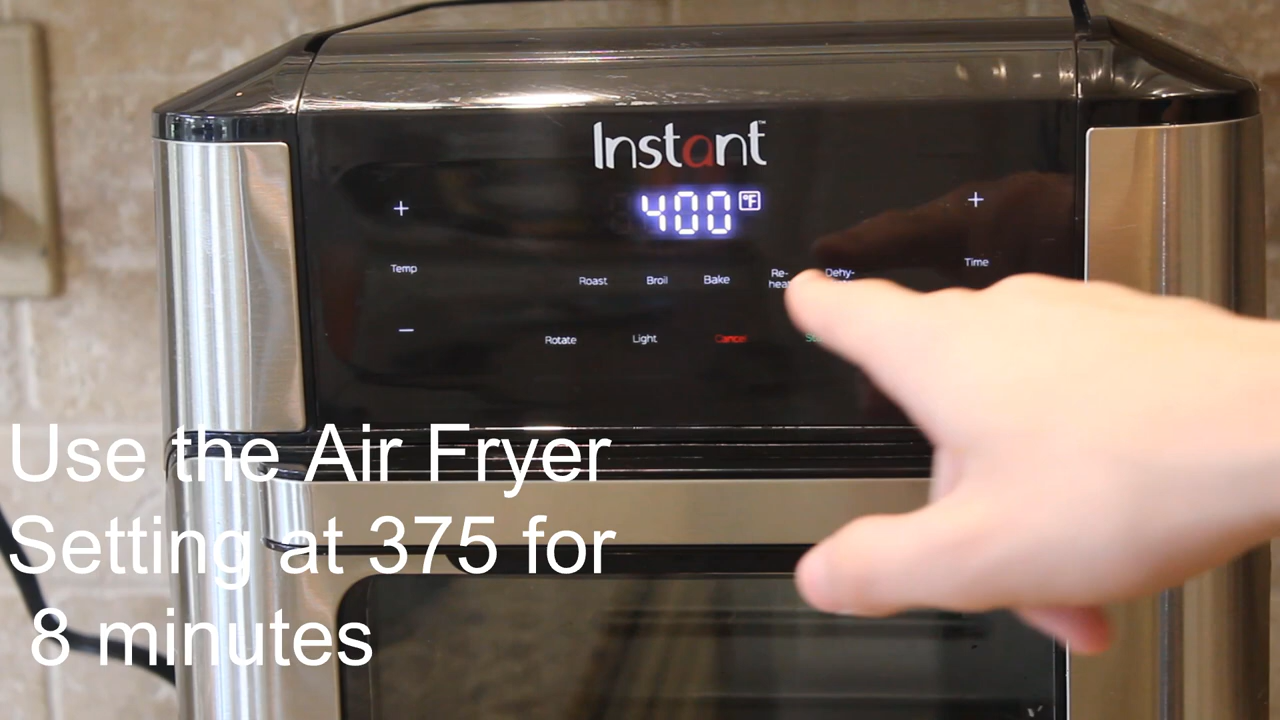 Instant™
+ 400 °F +
Temp Time
Roast Broil Bake Re- Dehy-
— Rotate Light Cancel
Use the Air Fryer
Setting at 375 for
8 minutes